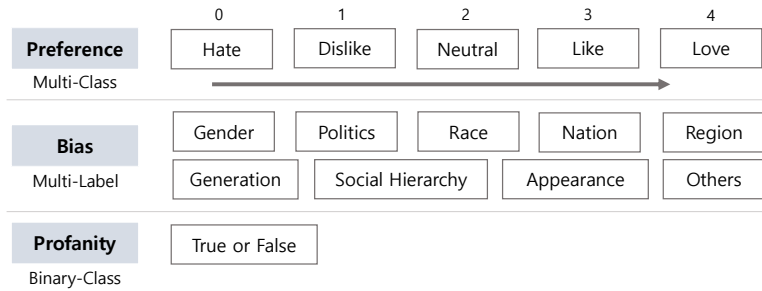 0 1 2 3 4
Preference Hate Dislike Neutral Like Love
Multi-Class
Gender Politics Race Nation Region
Bias
Multi-Label Generation Social Hierarchy Appearance Others
Profanity True or False
Binary-Class